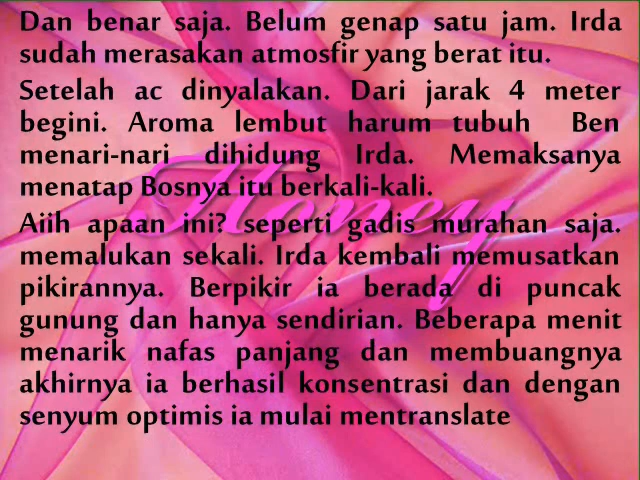 Dan benar saja. Belum genap satu jam. Irda
sudah merasakan atmosfir yang berat itu.
Setelah ac dinyalakan. Dari jarak 4 meter
begini. Aroma lembut harum tubuh Ben
menari-nari dihidung Irda. Memaksanya
menatap Bosnya itu berkali-kali.
Honey
Aiih apaan ini? seperti gadis murahan saja.
memalukan sekali. Irda kembali memusatkan
pikirannya. Berpikir ia berada di puncak
gunung dan hanya sendirian. Beberapa menit
menarik nafas panjang dan membuangnya
akhirnya ia berhasil konsentrasi dan dengan
senyum optimis ia mulai mentranslate